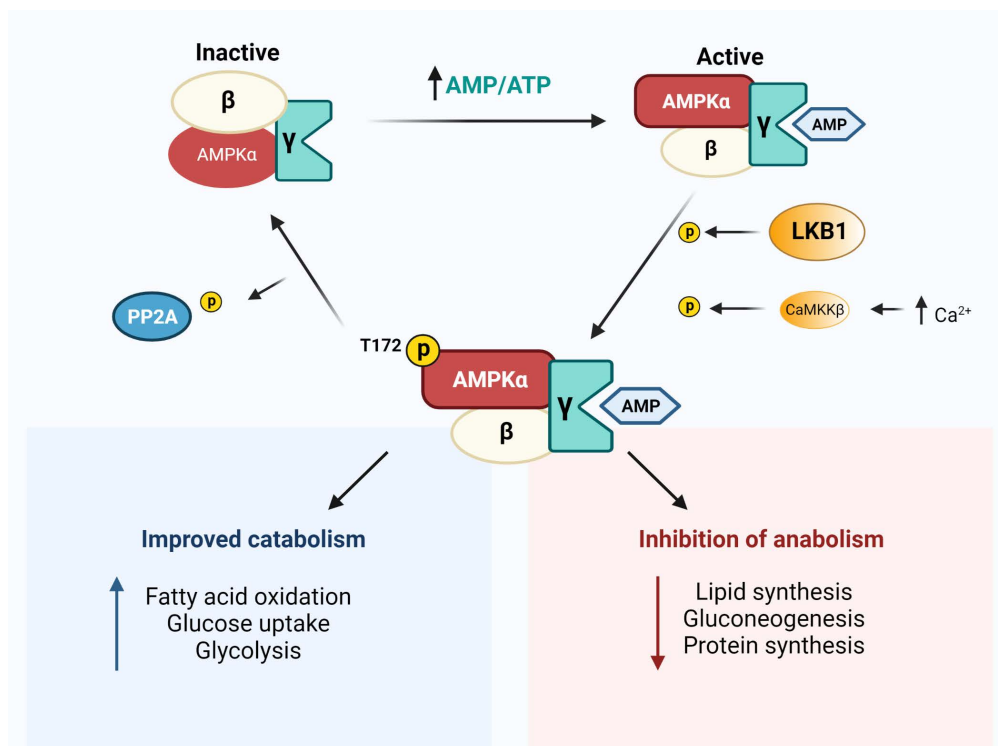 Inactive
β
AMPKα
γ
↑ AMP/ATP
Active
AMPKα
γ
AMP
β
p
LKB1
p
CaMKKβ
↑ Ca²⁺
PP2A
p
T172
p
AMPKα
γ
AMP
β
Improved catabolism
Fatty acid oxidation
Glucose uptake
Glycolysis
Inhibition of anabolism
Lipid synthesis
Gluconeogenesis
Protein synthesis